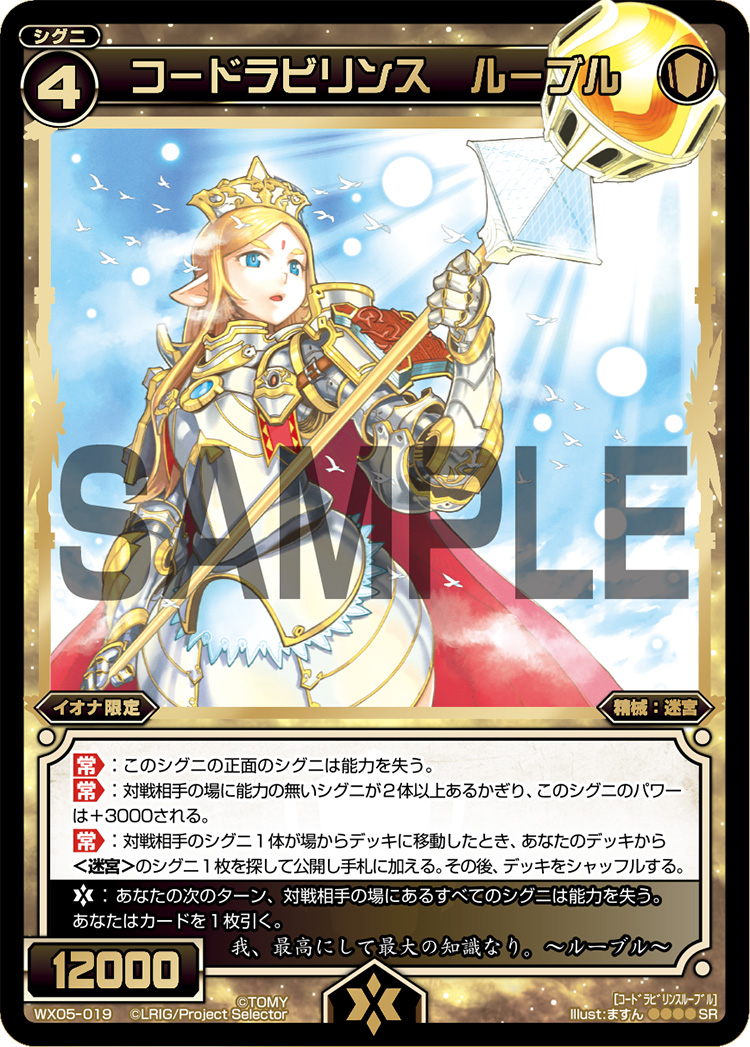 シグニ
4
コードラビリンス ルーブル
SAMPLE
イオナ限定
精械：迷宮
常：このシグニの正面のシグニは能力を失う。
常：対戦相手の場に能力の無いシグニが２体以上あるかぎり、このシグニのパワー
は＋3000される。
常：対戦相手のシグニ１体が場からデッキに移動したとき、あなたのデッキから
＜迷宮＞のシグニ１枚を探して公開し手札に加える。その後、デッキをシャッフルする。
：あなたの次のターン、対戦相手の場にあるすべてのシグニは能力を失う。
あなたはカードを１枚引く。
我、最高にして最大の知識なり。～ルーブル～
12000
WX05-019 ©LRIG/Project Selector
©TOMY
[コードラビリンスルーブル]
Illust:ますん SR